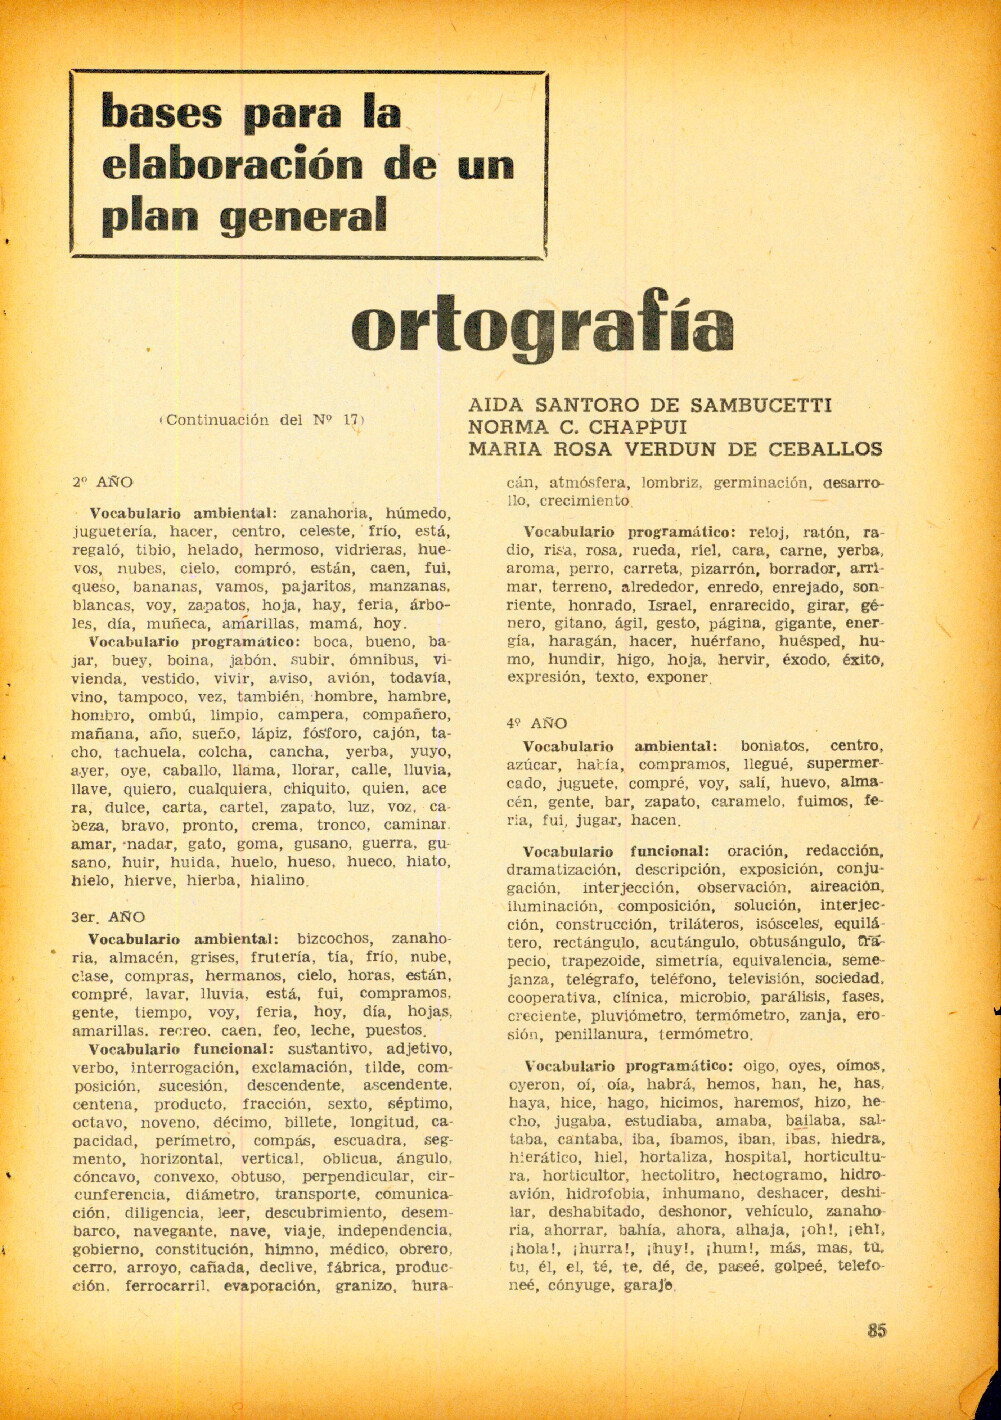 bases para la
elaboración de un
plan general
ortografía
(Continuación del Nº 17)
AIDA SANTORO DE SAMBUCETTI
NORMA C. CHAPPUI
MARIA ROSA VERDUN DE CEBALLOS
2º AÑO
Vocabulario ambiental: zanahoria, húmedo,
juguetería, hacer, centro, celeste, frío, está,
regaló, tibio, helado, hermoso, vidrieras, hue-
vos, nubes, cielo, compró, están, caen, fui,
queso, bananas, vamos, pajaritos, manzanas,
blancas, voy, zapatos, hoja, hay, feria, árbo-
les, día, muñeca, amarillas, mamá, hoy.
Vocabulario programático: boca, bueno, ba-
jar, buey, boina, jabón, subir, ómnibus, vi-
vienda, vestido, vivir, aviso, avión, todavía,
vino, tampoco, vez, también, hombre, hambre,
hombro, ombú, limpio, campera, compañero,
mañana, año, sueño, lápiz, fósforo, cajón, ta-
cho, tachuela, colcha, cancha, yerba, yuyo,
ayer, oye, caballo, llama, llorar, calle, lluvia,
llave, quiero, cualquiera, chiquito, quien, ace
ra, dulce, carta, cartel, zapato, luz, voz, ca-
beza, bravo, pronto, crema, tronco, caminar,
amar, nadar, gato, goma, gusano, guerra, gu-
sano, huir, huida, huelo, hueso, hueco, hiato,
hielo, hierve, hierba, hialino.
3er. AÑO
Vocabulario ambiental: bizcochos, zanaho-
ria, almacén, grises, frutería, tía, frío, nube,
clase, compras, hermanos, cielo, horas, están,
compré, lavar, lluvia, está, fui, compramos,
gente, tiempo, voy, feria, hoy, día, hojas,
amarillas, recreo, caen, feo, leche, puestos.
Vocabulario funcional: sustantivo, adjetivo,
verbo, interrogación, exclamación, tilde, com-
posición, sucesión, descendente, ascendente,
centena, producto, fracción, sexto, séptimo,
octavo, noveno, décimo, billete, longitud, ca-
pacidad, perímetro, compás, escuadra, seg-
mento, horizontal, vertical, oblicua, ángulo,
cóncavo, convexo, obtuso, perpendicular, cir-
cunferencia, diámetro, transporte, comunica-
ción, diligencia, leer, descubrimiento, desem-
barco, navegante, nave, viaje, independencia,
gobierno, constitución, himno, médico, obrero,
cerro, arroyo, cañada, declive, fábrica, produc-
ción, ferrocarril, evaporación, granizo, hura-
cán, atmósfera, lombriz, germinación, desarro-
llo, crecimiento.
Vocabulario programático: reloj, ratón, ra-
dio, risa, rosa, rueda, riel, cara, carne, yerba,
aroma, perro, carreta, pizarrón, borrador, arri-
mar, terreno, alrededor, enredo, enrejado, son-
riente, honrado, Israel, enrarecido, girar, gé-
nero, gitano, ágil, gesto, página, gigante, ener-
gía, haragán, hacer, huérfano, huésped, hu-
mo, hundir, higo, hoja, hervir, éxodo, éxito,
expresión, texto, exponer.
4º AÑO
Vocabulario ambiental: boniatos, centro,
azúcar, había, compramos, llegué, supermer-
cado, juguete, compré, voy, salí, huevo, alma-
cén, gente, bar, zapato, caramelo, fuimos, fe-
ria, fui, jugar, hacen.
Vocabulario funcional: oración, redacción,
dramatización, descripción, exposición, conju-
gación, interjección, observación, aireación,
iluminación, composición, solución, interjec-
ción, construcción, triláteros, isósceles, equilá-
tero, rectángulo, acutángulo, obtusángulo, tra-
pecio, trapezoide, simetría, equivalencia, seme-
janza, telégrafo, teléfono, televisión, sociedad,
cooperativa, clínica, microbio, parálisis, fases,
creciente, pluviómetro, termómetro, zanja, ero-
sión, penillanura, termómetro.
Vocabulario programático: oigo, oyes, oímos,
oyeron, oí, oía, habrá, hemos, han, he, has,
haya, hice, hago, hicimos, haremos, hizo, he-
cho, jugaba, estudiaba, amaba, bailaba, sal-
taba, cantaba, iba, íbamos, iban, ibas, hiedra,
hierático, hiel, hortaliza, hospital, horticultu-
ra, horticultor, hectolitro, hectogramo, hidro-
avión, hidrofobia, inhumano, deshacer, deshi-
lar, deshabitado, deshonor, vehículo, zanaho-
ria, ahorrar, bahía, ahora, alhaja, ¡oh!, ¡eh!,
¡hola!, ¡hurra!, ¡huy!, ¡hum!, más, mas, tú,
tu, él, el, té, te, dé, de, paseé, golpeé, telefo-
neé, cónyuge, garaje.
85